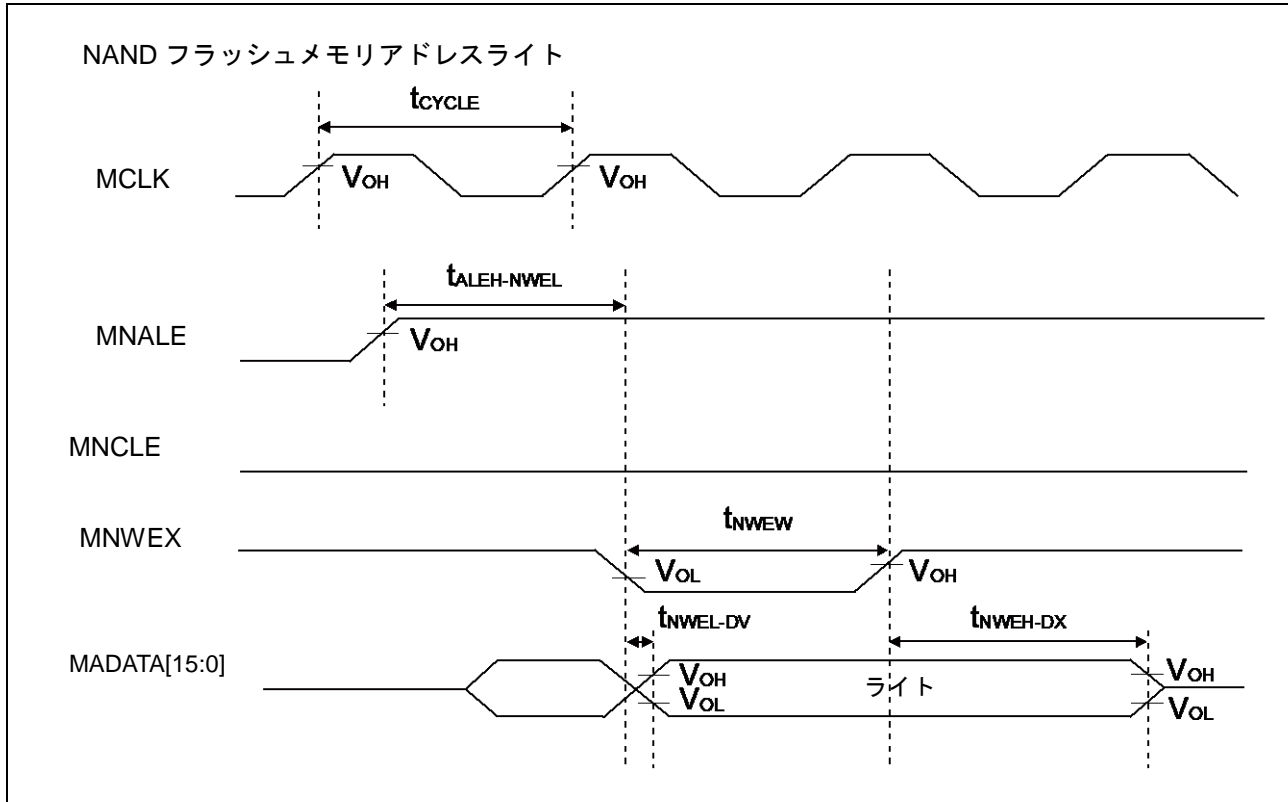 NAND フラッシュメモリアドレスライト
tCYCLE
MCLK
VOH
VOH
tALEH-NWEL
MNALE
VOH
MNCLE
tNWEW
MNWEX
VOL
VOH
tNWEL-DV
tNWEH-DX
MADATA[15:0]
VOH
VOL
ライト
VOH
VOL